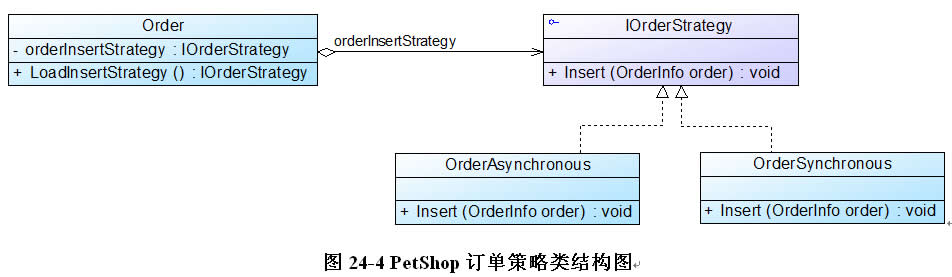 Order
- orderInsertStrategy : IOrderStrategy
+ LoadInsertStrategy () : IOrderStrategy
orderInsertStrategy
IOrderStrategy
+ Insert (OrderInfo order) : void
OrderAsynchronous
+ Insert (OrderInfo order) : void
OrderSynchronous
+ Insert (OrderInfo order) : void
图 24-4 PetShop 订单策略类结构图